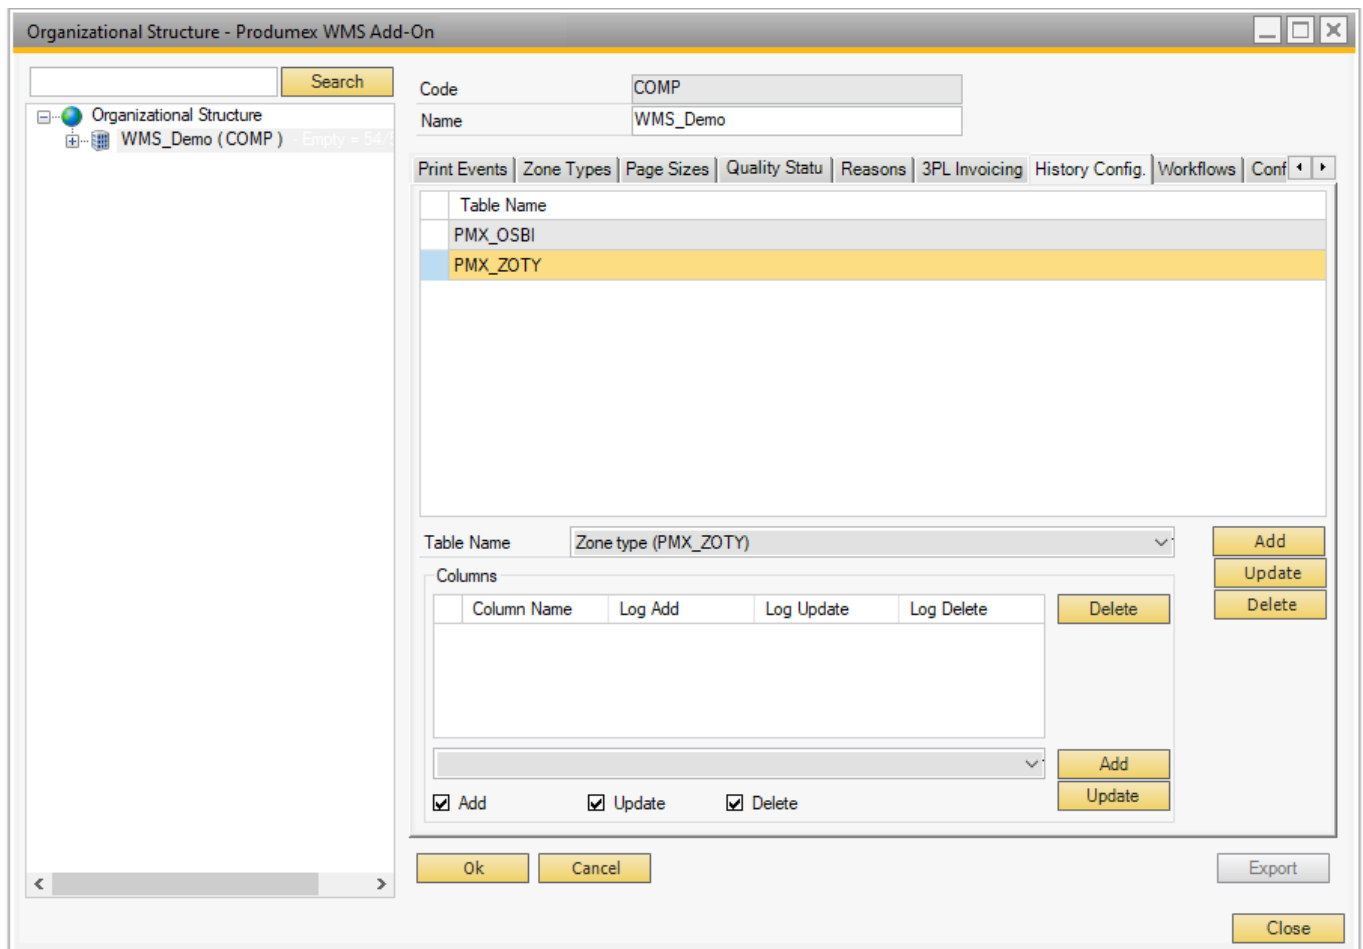 Organizational Structure - Produmex WMS Add-On
Search
Organizational Structure
WMS_Demo ( COMP ) - Empty = 54/
Code COMP
Name WMS_Demo
Print Events Zone Types Page Sizes Quality Statu Reasons 3PL Invoicing History Config. Workflows Conf
Table Name
PMX_OSBI
PMX_ZOTY
Table Name Zone type (PMX_ZOTY) Add
Update
Delete
Columns
Column Name Log Add Log Update Log Delete Delete
Add
Update
Add Update Delete
Ok Cancel Export
Close